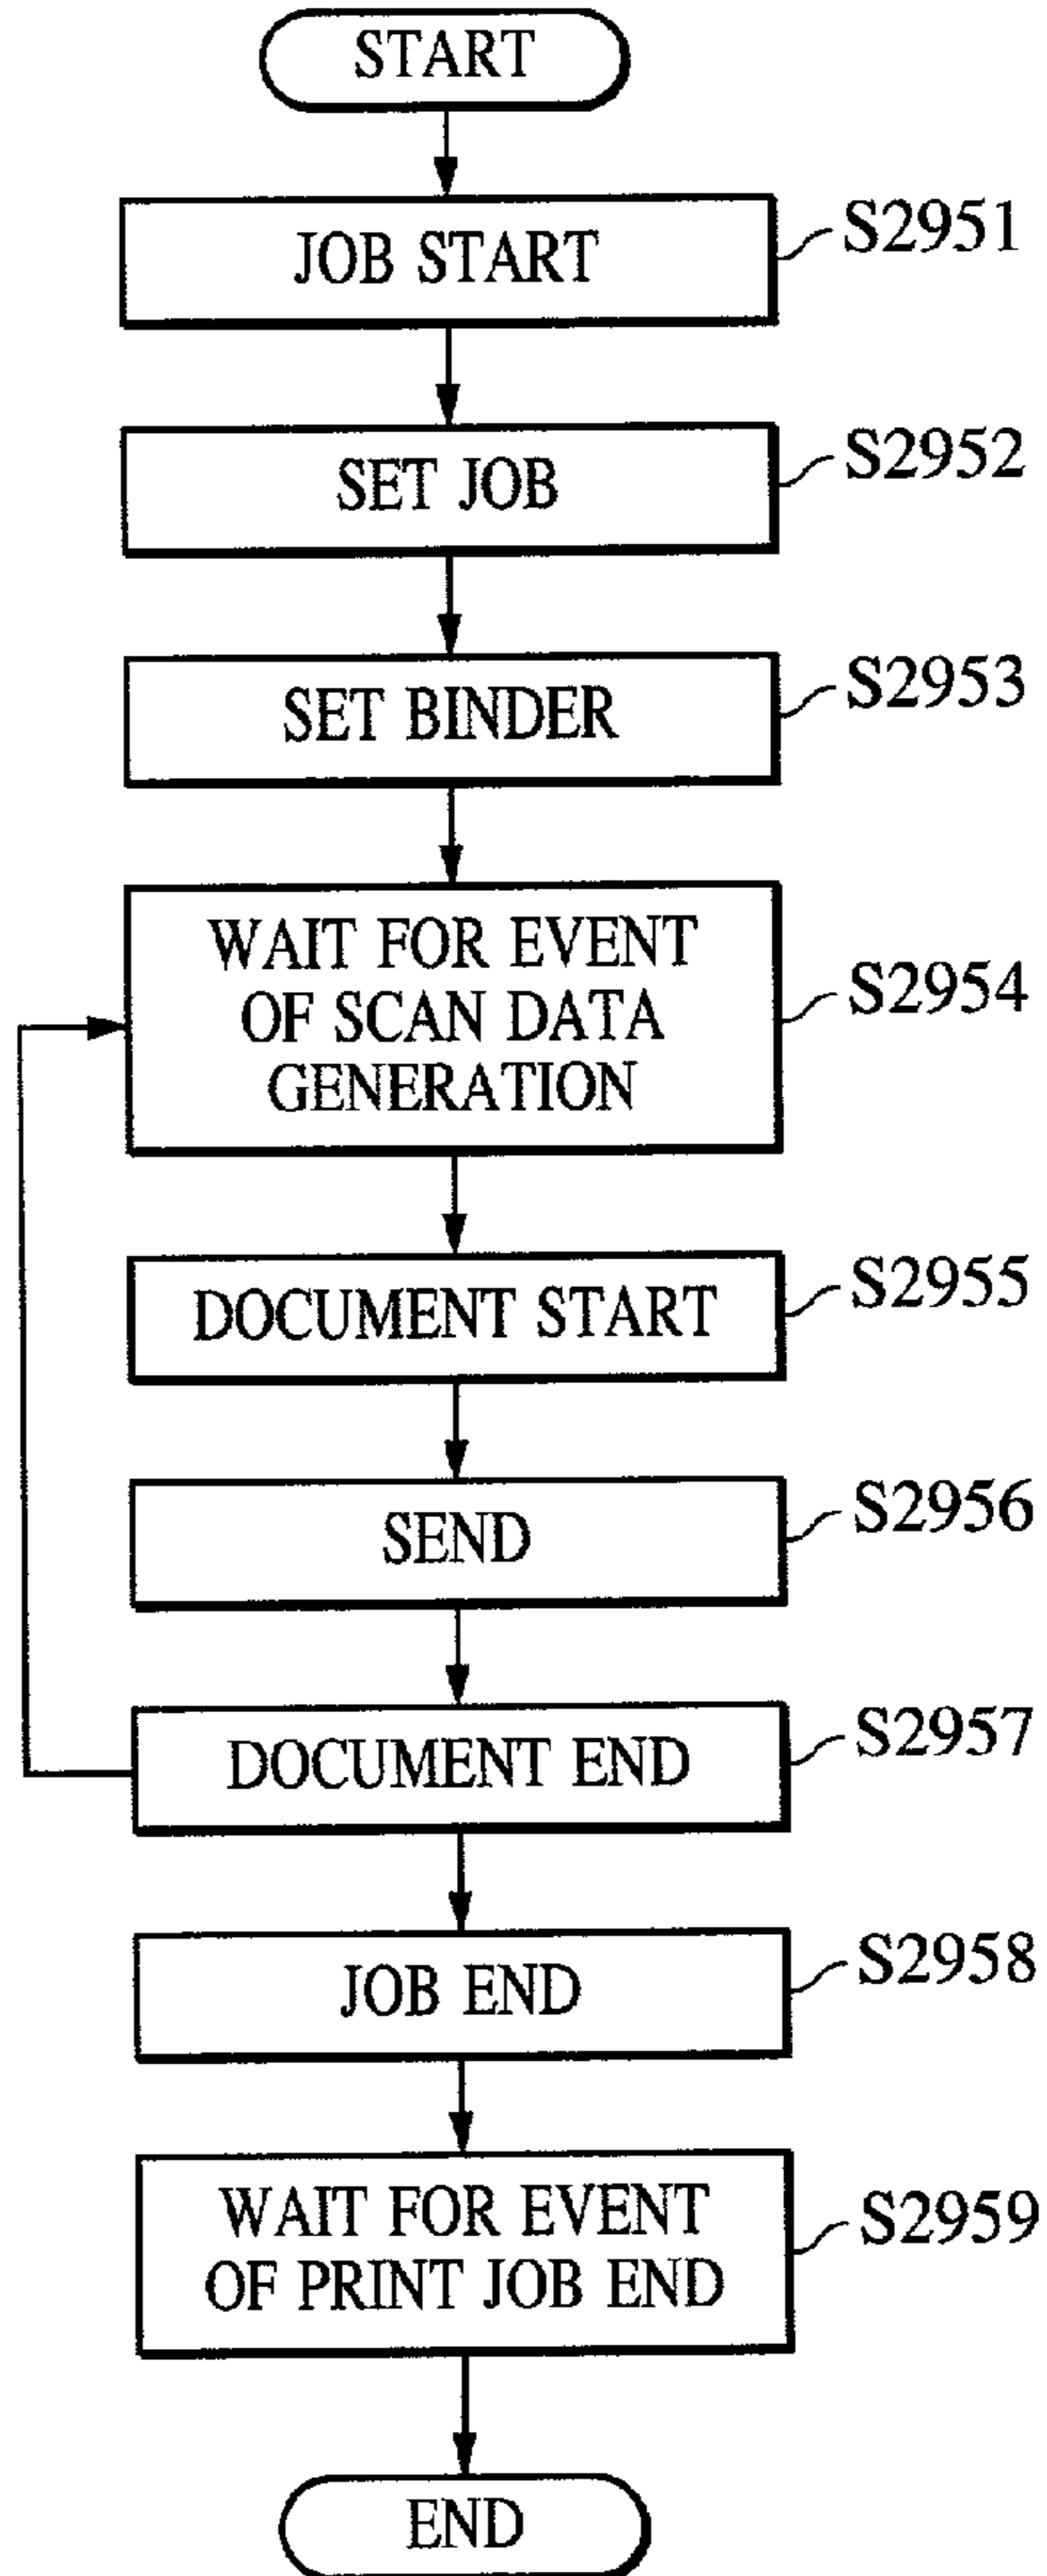 START
JOB START
S2951
SET JOB
S2952
SET BINDER
S2953
WAIT FOR EVENT
OF SCAN DATA
GENERATION
S2954
DOCUMENT START
S2955
SEND
S2956
DOCUMENT END
S2957
JOB END
S2958
WAIT FOR EVENT
OF PRINT JOB END
S2959
END